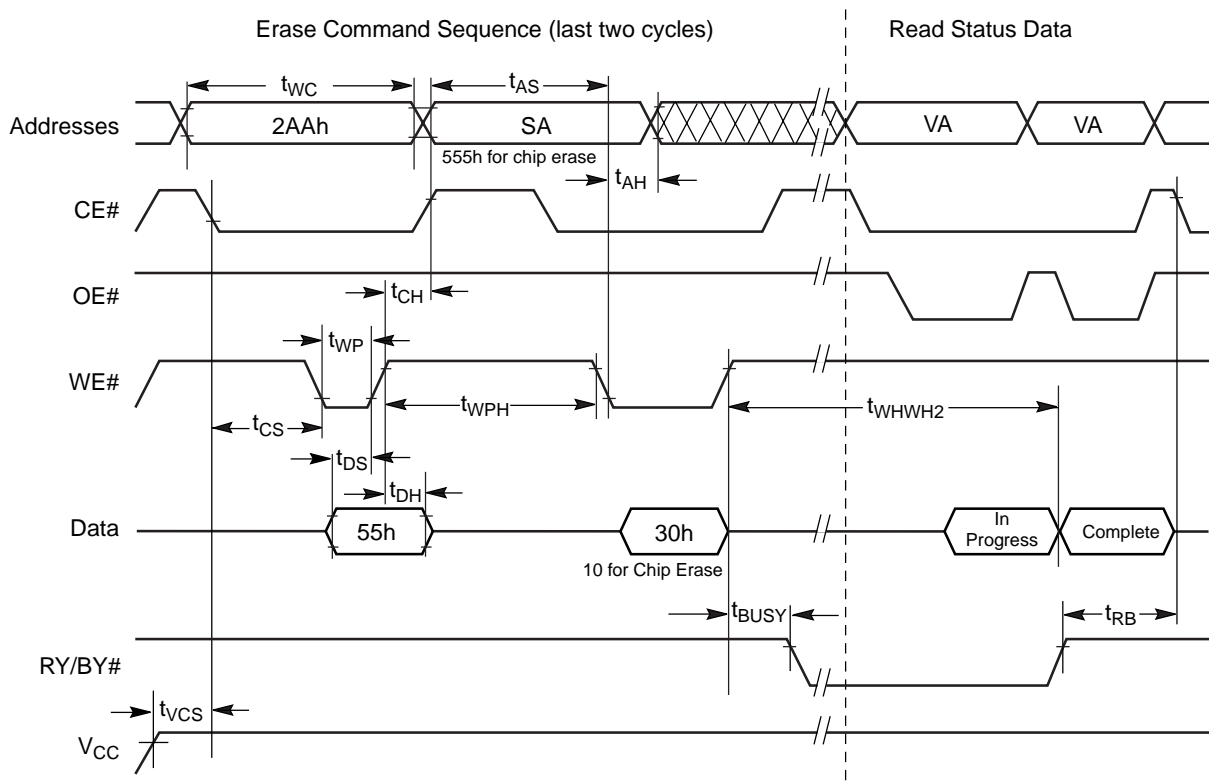 Erase Command Sequence (last two cycles)
Read Status Data
tWC
tAS
Addresses
2AAh
SA
VA
VA
555h for chip erase
tAH
CE#
OE#
tCH
tWP
WE#
tWPH
tWHWH2
tCS
tDS
tDH
Data
55h
30h
In
Progress
Complete
10 for Chip Erase
tBUSY
tRB
RY/BY#
tVCS
VCC